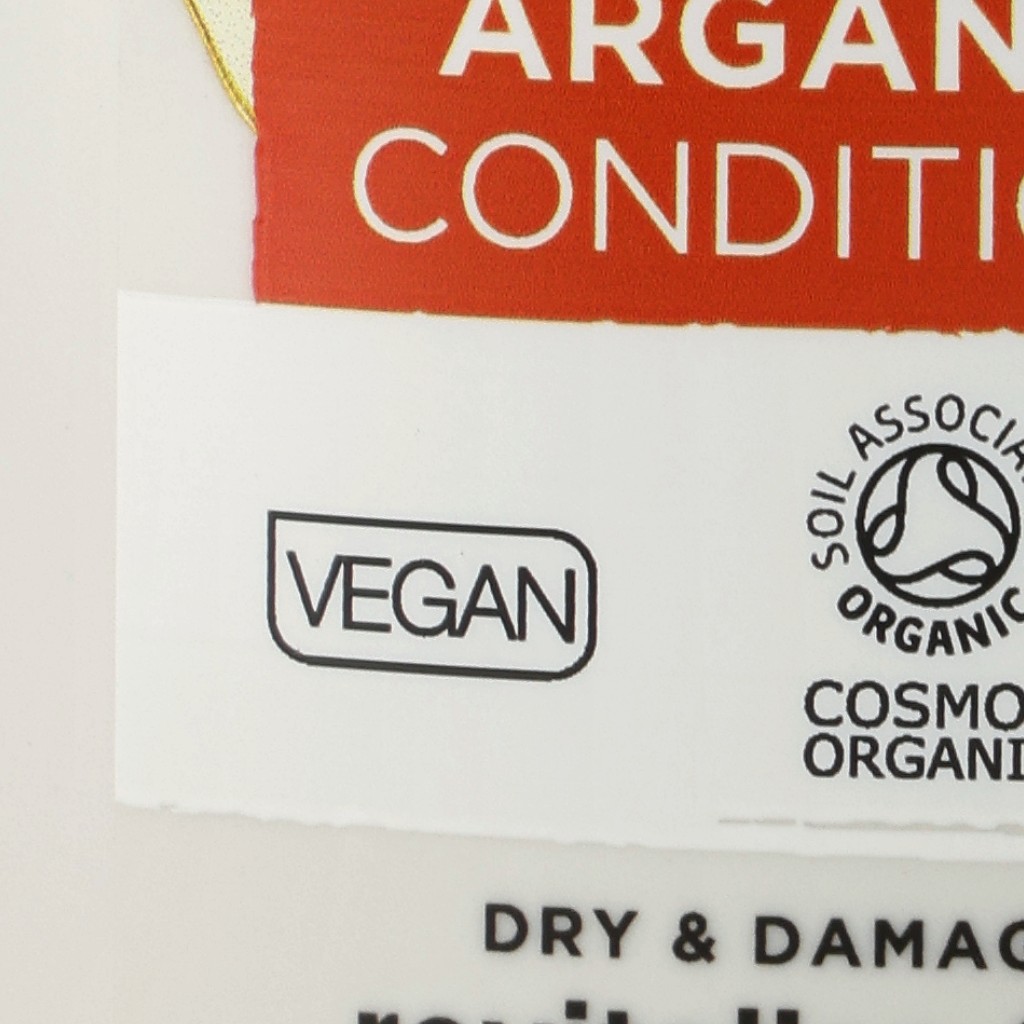 ARGAN
CONDITIO
VEGAN
SOIL ASSOCIA
ORGANIC
COSMO
ORGANI
DRY & DAMAG